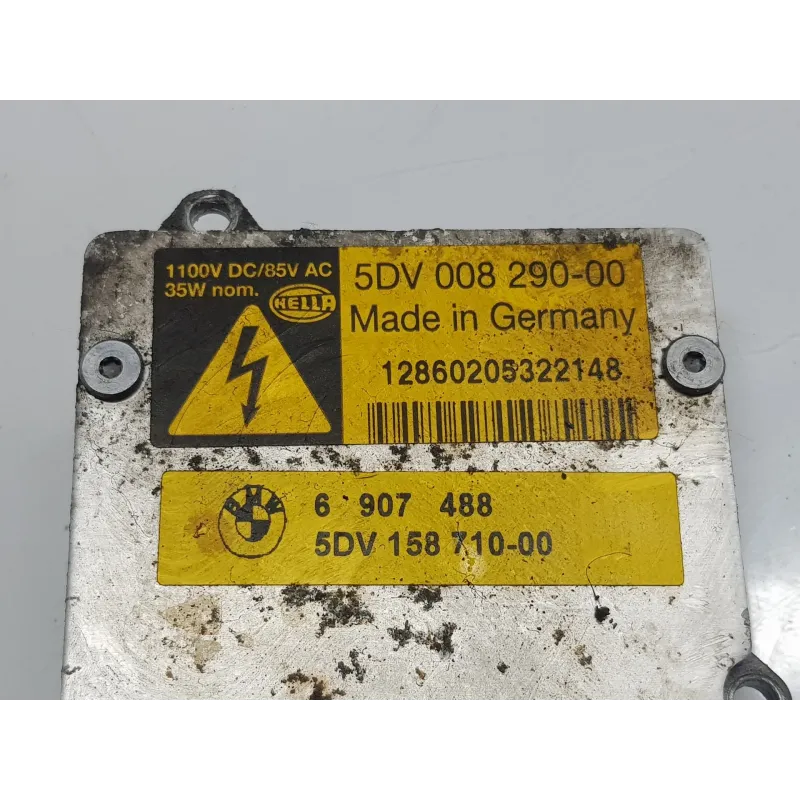 1100V DC/85V AC
35W nom.
HELLA
5DV 008 290-00
Made in Germany
12860205322148
BMW
6 907 488
5DV 158 710-00